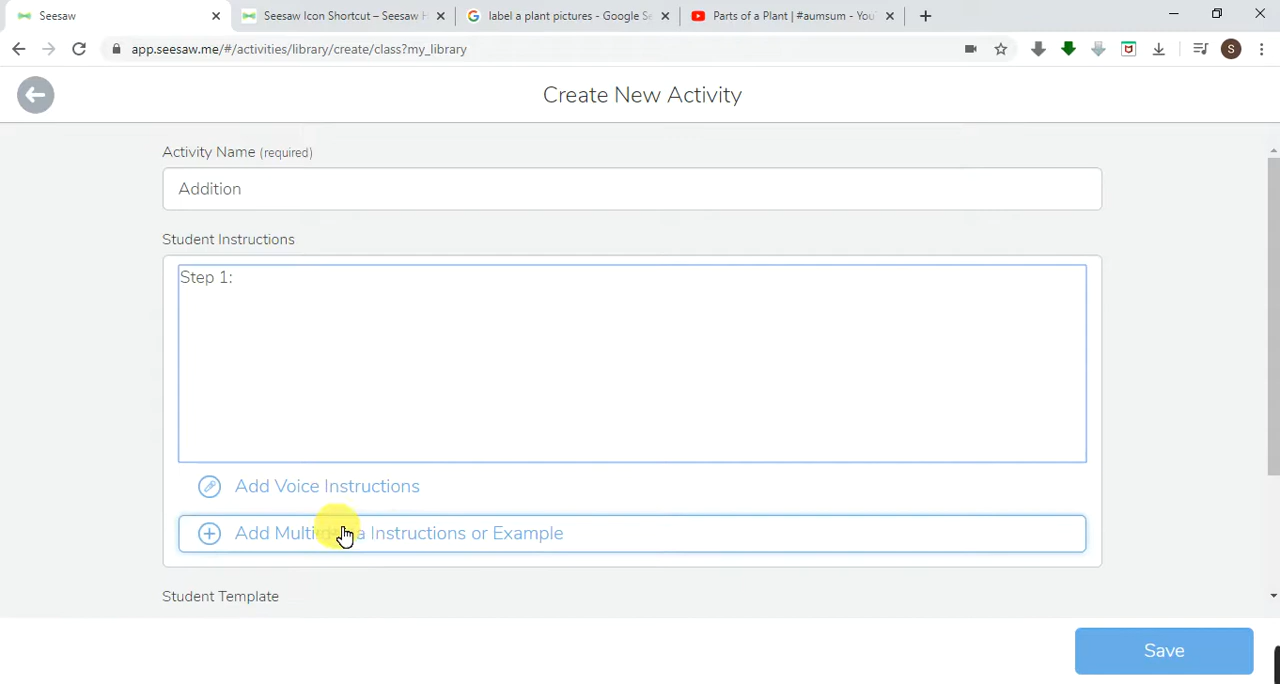 Seesaw
Seesaw Icon Shortcut – Seesaw H
label a plant pictures - Google Se
Parts of a Plant | #aumsum - You
app.seesaw.me/#/activities/library/create/class?my_library
S
Create New Activity
Activity Name (required)
Addition
Student Instructions
Step 1:
Add Voice Instructions
Add Multi a Instructions or Example
Student Template
Save